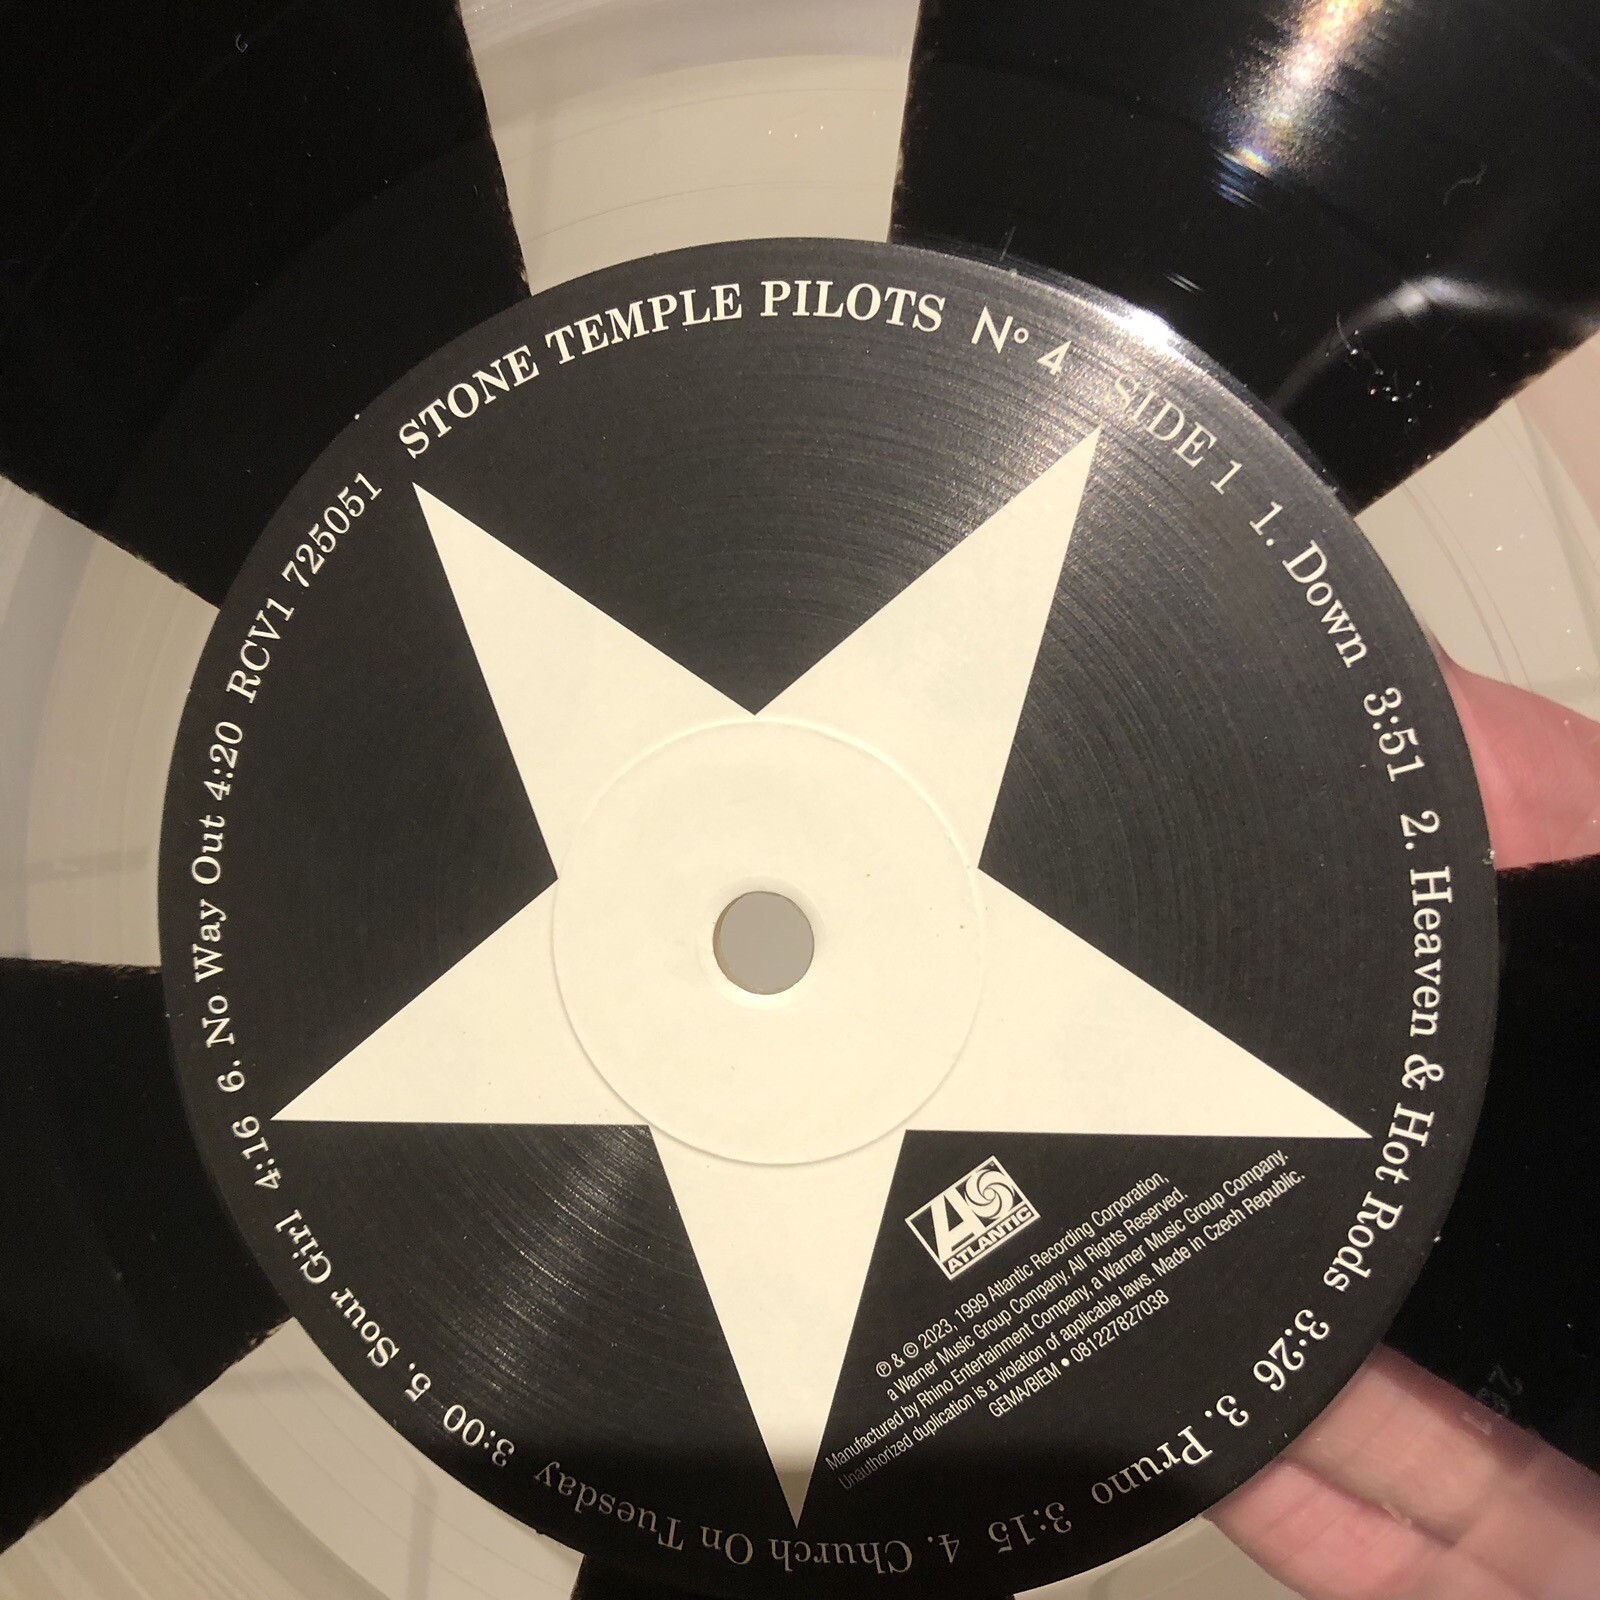 STONE TEMPLE PILOTS Nº 4 SIDE 1 1. Down 3:51 2. Heaven & Hot Rods 3:26 3. Pruno 3:15 4. Church On Tuesday 3:00 5. Sour Girl 4:16 6. No Way Out 4:20 RCV1 725051
ATLANTIC
℗ & © 2023, 1999 Atlantic Recording Corporation,
a Warner Music Group Company. All Rights Reserved.
Manufactured by Rhino Entertainment Company, a Warner Music Group Company.
Unauthorized duplication is a violation of applicable laws. Made in Czech Republic.
GEMA/BIEM • 081227827038